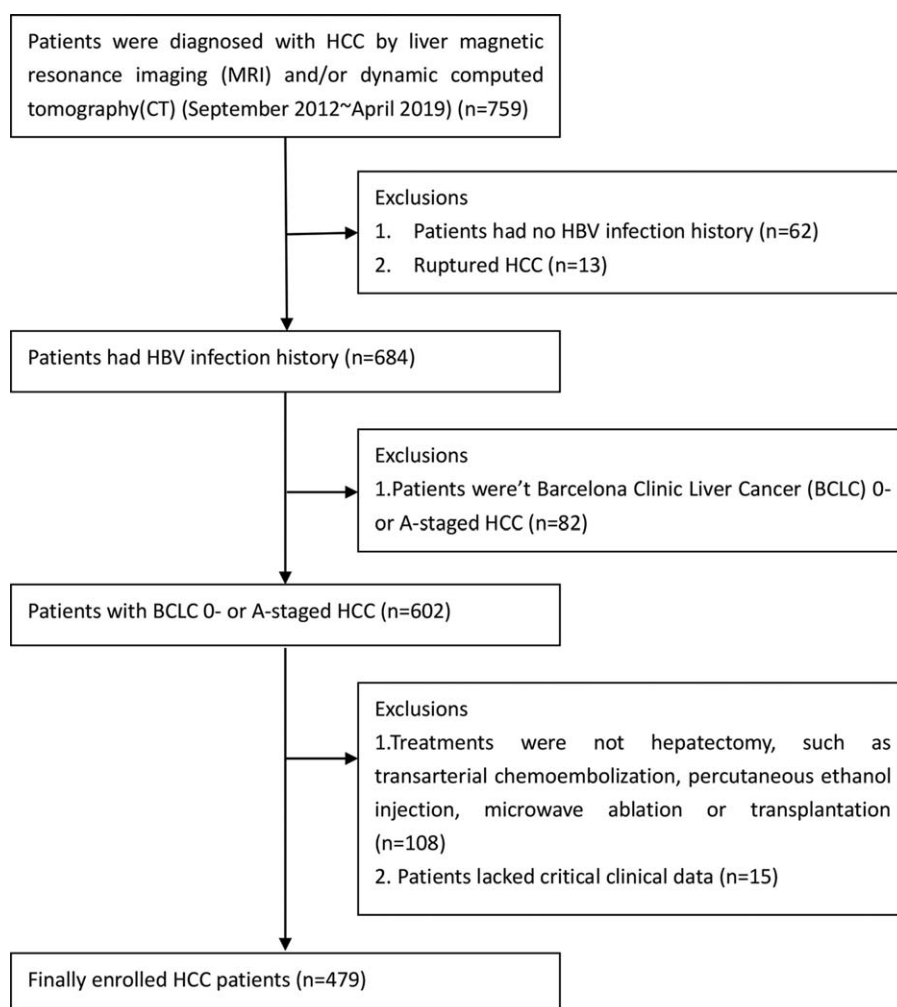 Patients were diagnosed with HCC by liver magnetic
resonance imaging (MRI) and/or dynamic computed
tomography(CT) (September 2012~April 2019) (n=759)
Exclusions
1. Patients had no HBV infection history (n=62)
2. Ruptured HCC (n=13)
Patients had HBV infection history (n=684)
Exclusions
1.Patients were't Barcelona Clinic Liver Cancer (BCLC) 0-
or A-staged HCC (n=82)
Patients with BCLC 0- or A-staged HCC (n=602)
Exclusions
1.Treatments were not hepatectomy, such as
transarterial chemoembolization, percutaneous ethanol
injection, microwave ablation or transplantation
(n=108)
2. Patients lacked critical clinical data (n=15)
Finally enrolled HCC patients (n=479)